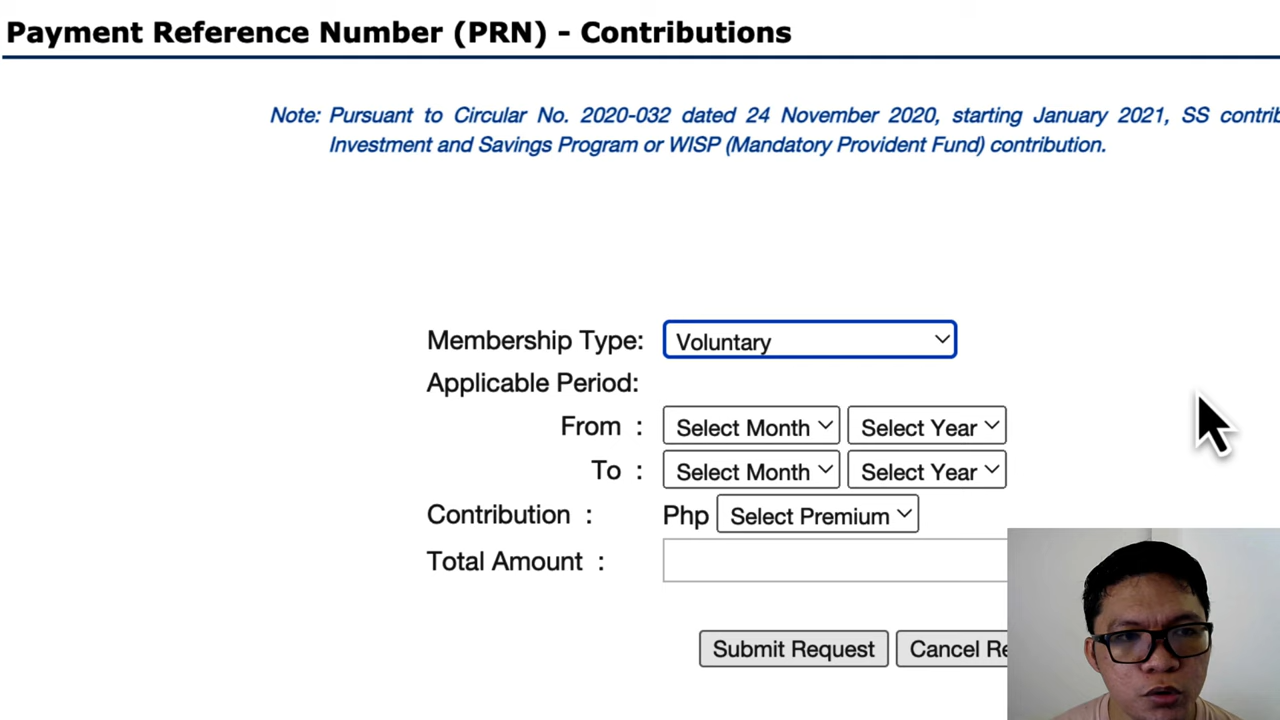 Payment Reference Number (PRN) - Contributions
Note: Pursuant to Circular No. 2020-032 dated 24 November 2020, starting January 2021, SS
Investment and Savings Program or WISP (Mandatory Provident Fund) contribution.
Membership Type: Voluntary
Applicable Period:
From : Select Month Select Year
To : Select Month Select Year
Contribution : Php Select Premium
Total Amount :
Submit Request Cancel